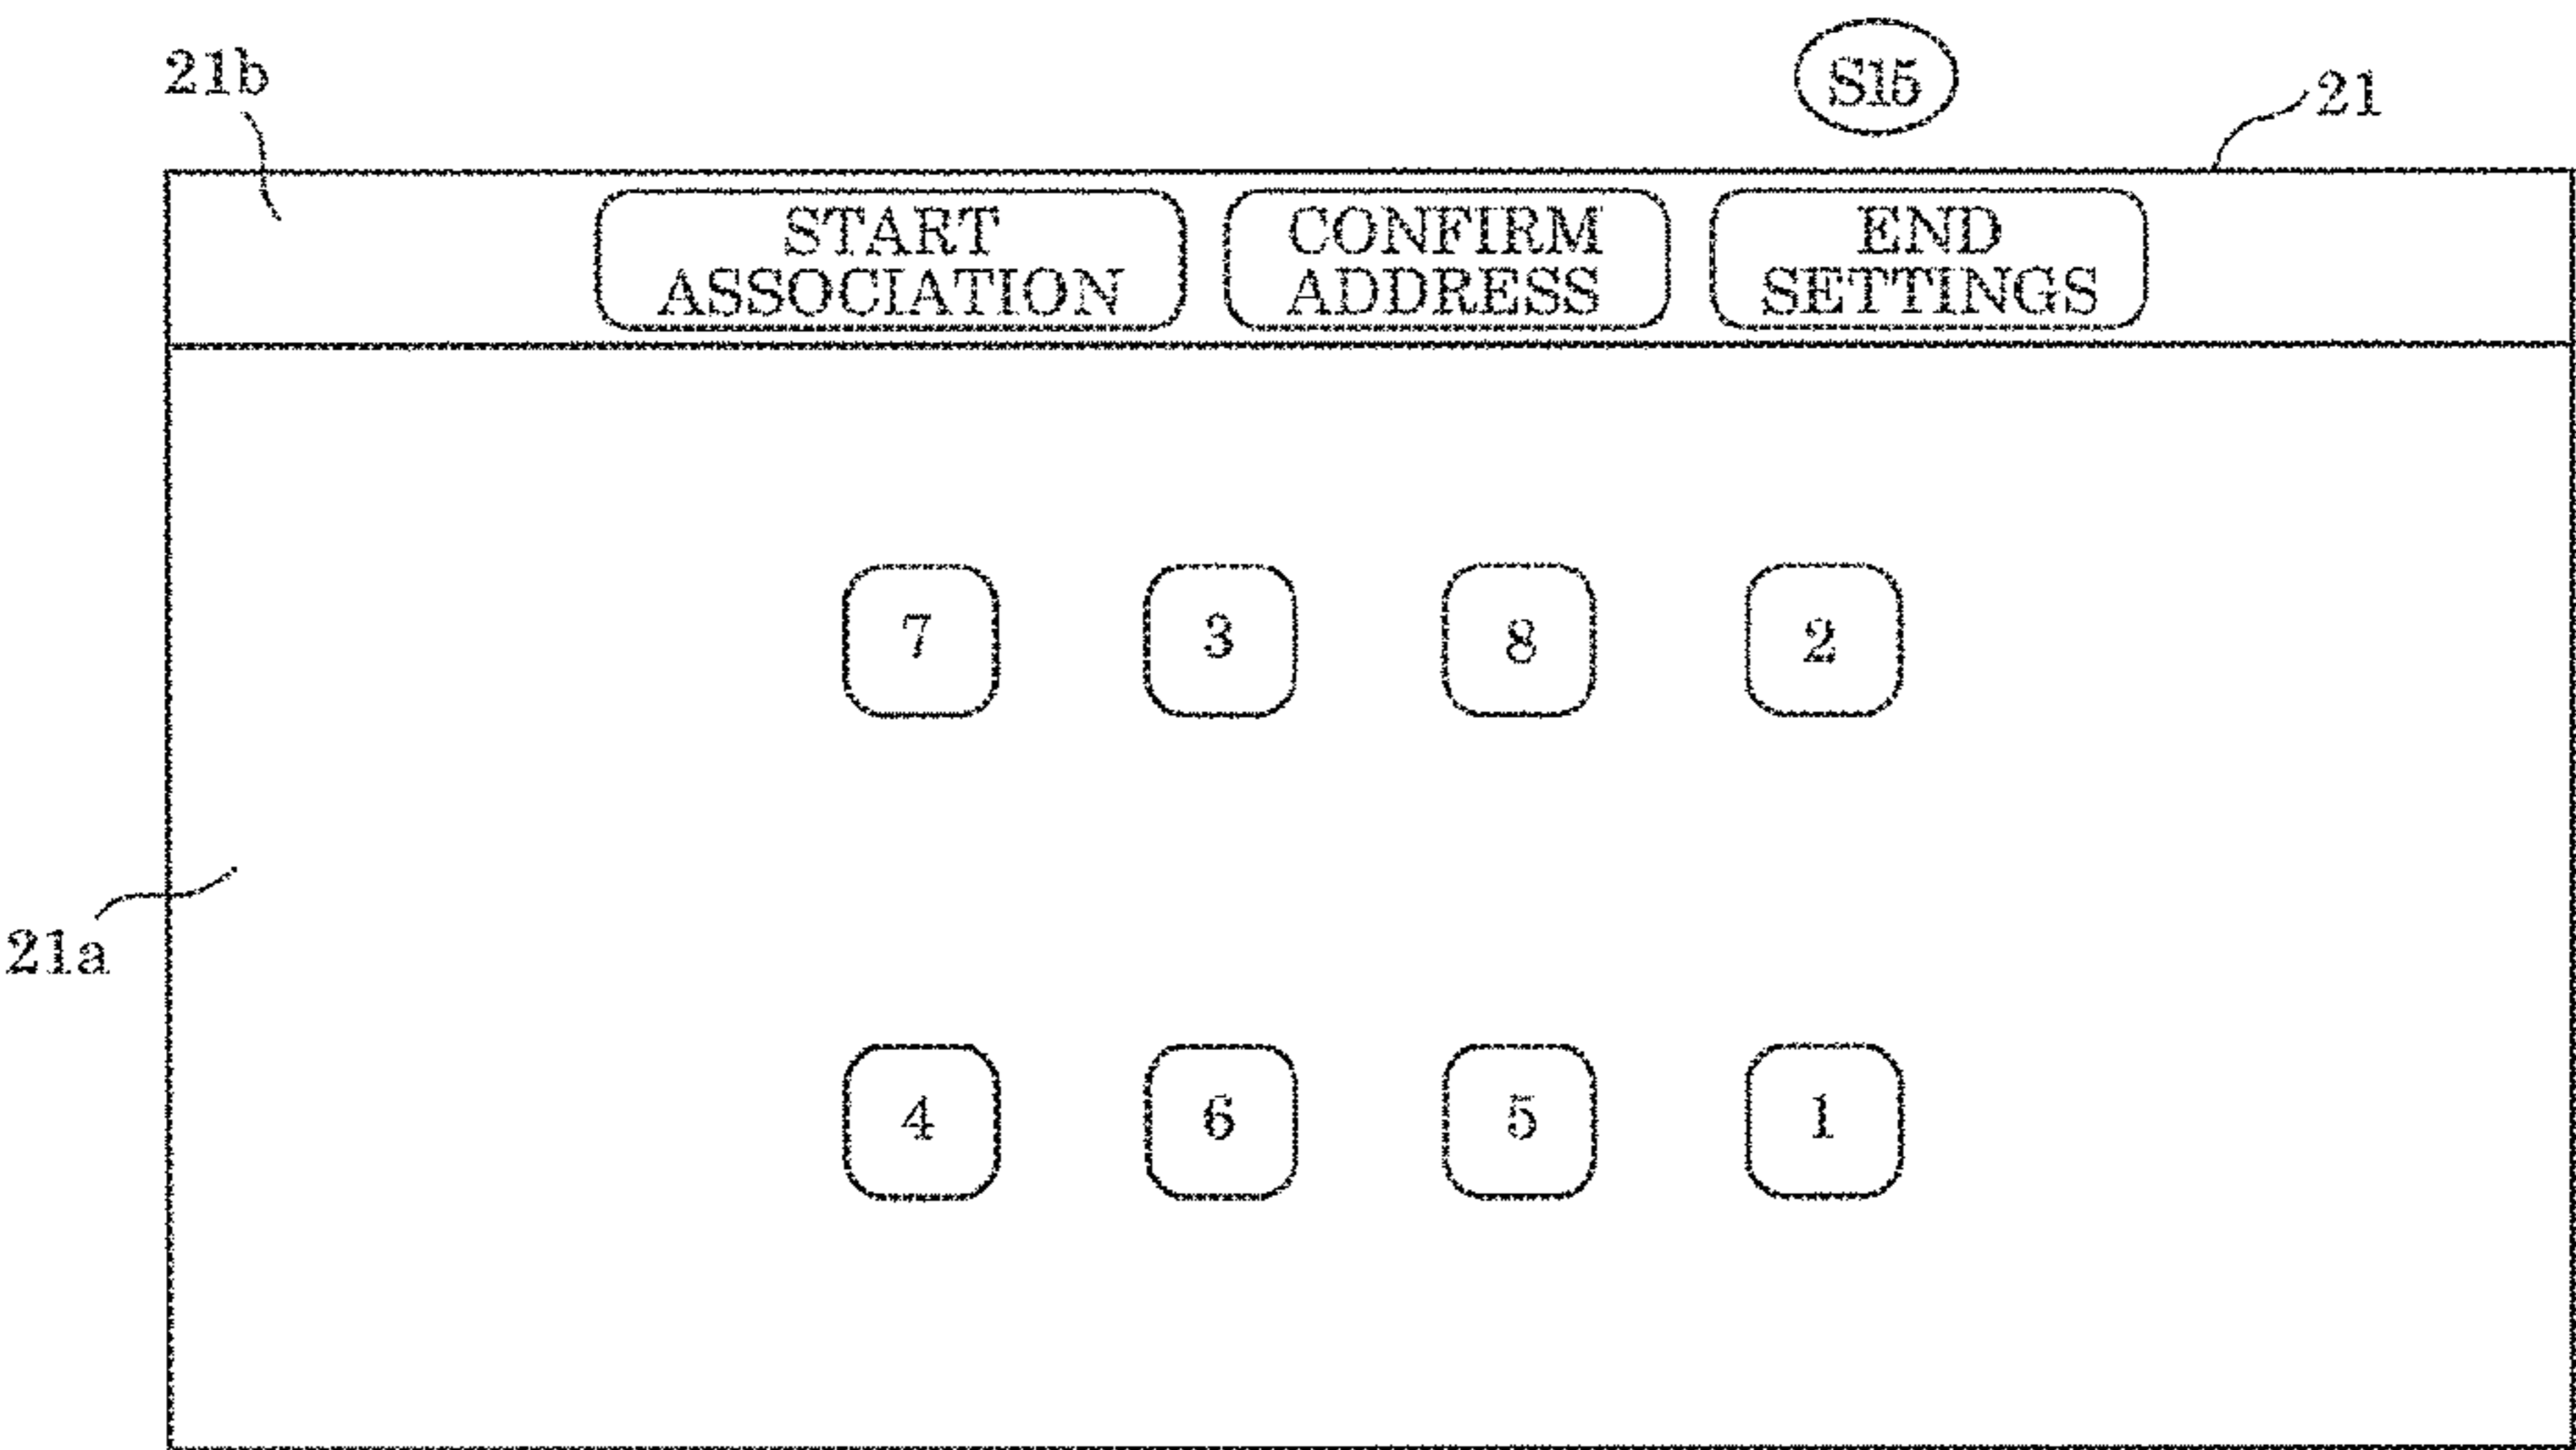 S15
21b
21
START
ASSOCIATION
CONFIRM
ADDRESS
END
SETTINGS
7 3 8 2
21a
4 6 5 1